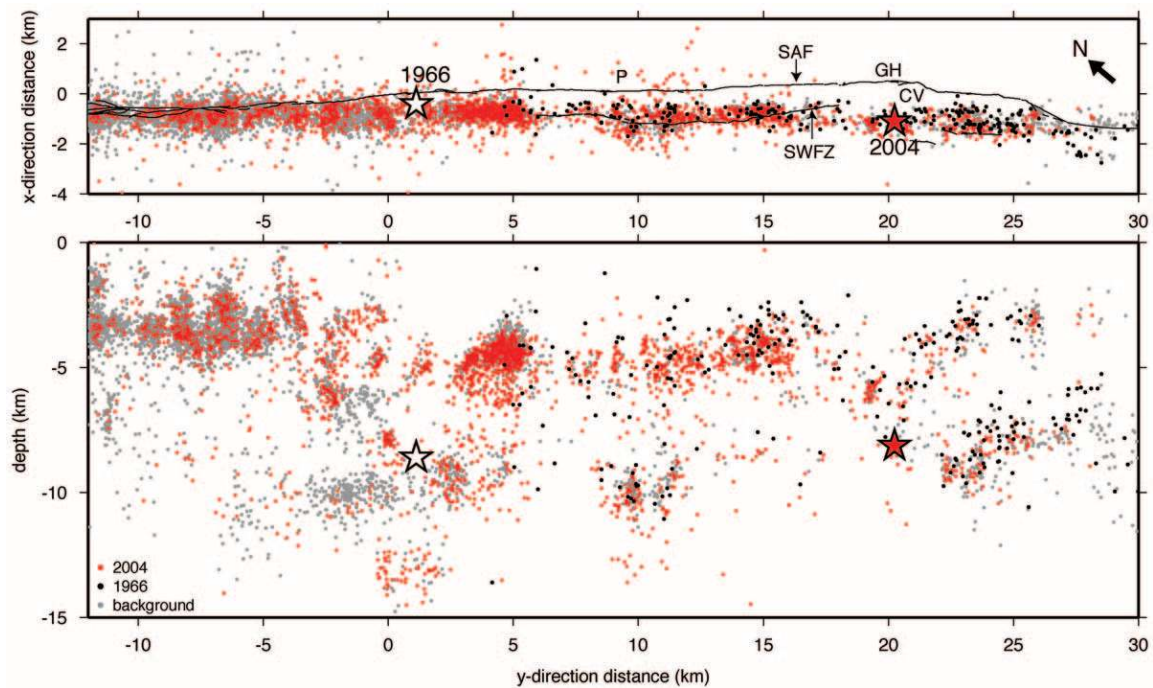 x-direction distance (km)
2
0
-2
-4
1966
P
SAF
GH
CV
N
SWFZ
2004
-10 -5 0 5 10 15 20 25 30
depth (km)
0
-5
-10
-15
2004
1966
background
-10 -5 0 5 10 15 20 25 30
y-direction distance (km)